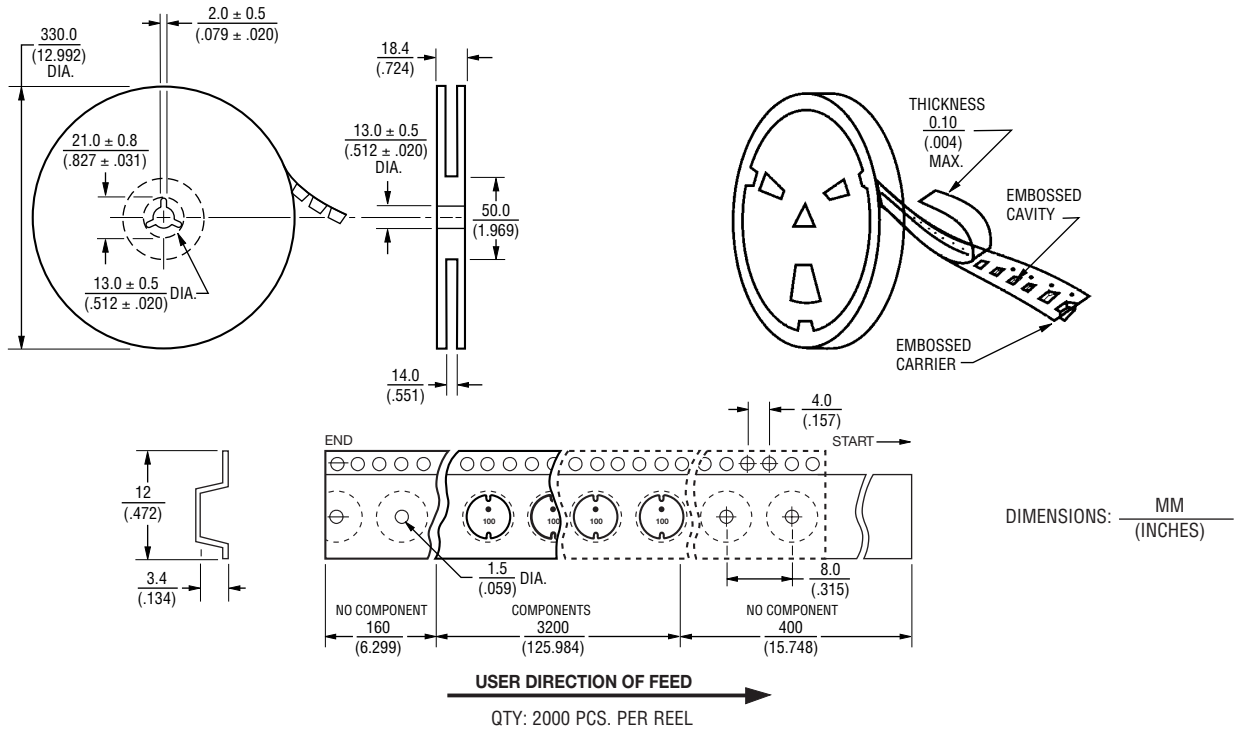 2.0 ± 0.5
(.079 ± .020)
330.0
(12.992)
DIA.
21.0 ± 0.8
(.827 ± .031)
13.0 ± 0.5
(.512 ± .020)
DIA.
18.4
(.724)
13.0 ± 0.5
(.512 ± .020)
DIA.
50.0
(1.969)
14.0
(.551)
THICKNESS
0.10
(.004)
MAX.
EMBOSSED
CAVITY
EMBOSSED
CARRIER
12
(.472)
3.4
(.134)
END
START
4.0
(.157)
100
100
100
100
1.5
(.059)
DIA.
8.0
(.315)
NO COMPONENT
160
(6.299)
COMPONENTS
3200
(125.984)
NO COMPONENT
400
(15.748)
DIMENSIONS:
MM
(INCHES)
USER DIRECTION OF FEED
QTY: 2000 PCS. PER REEL